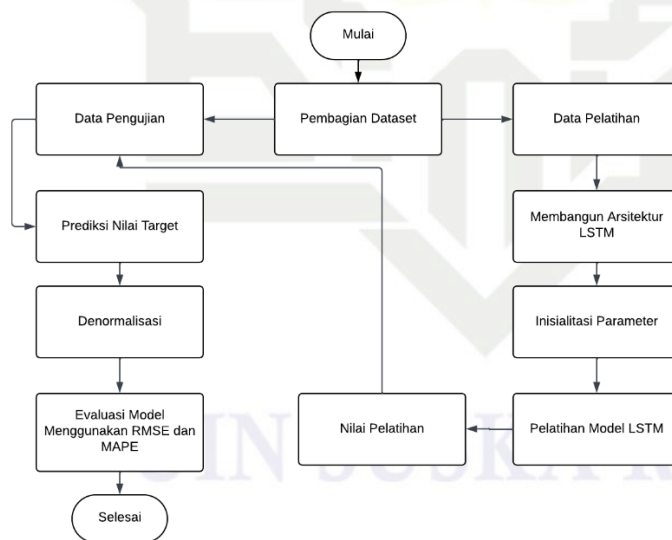 Mulai
Data Pengujian
Pembagian Dataset
Data Pelatihan
Prediksi Nilai Target
Membangun Arsitektur
LSTM
Denormalisasi
Inisialitasi Parameter
Evaluasi Model
Menggunakan RMSE dan
MAPE
Nilai Pelatihan
Pelatihan Model LSTM
Selesai